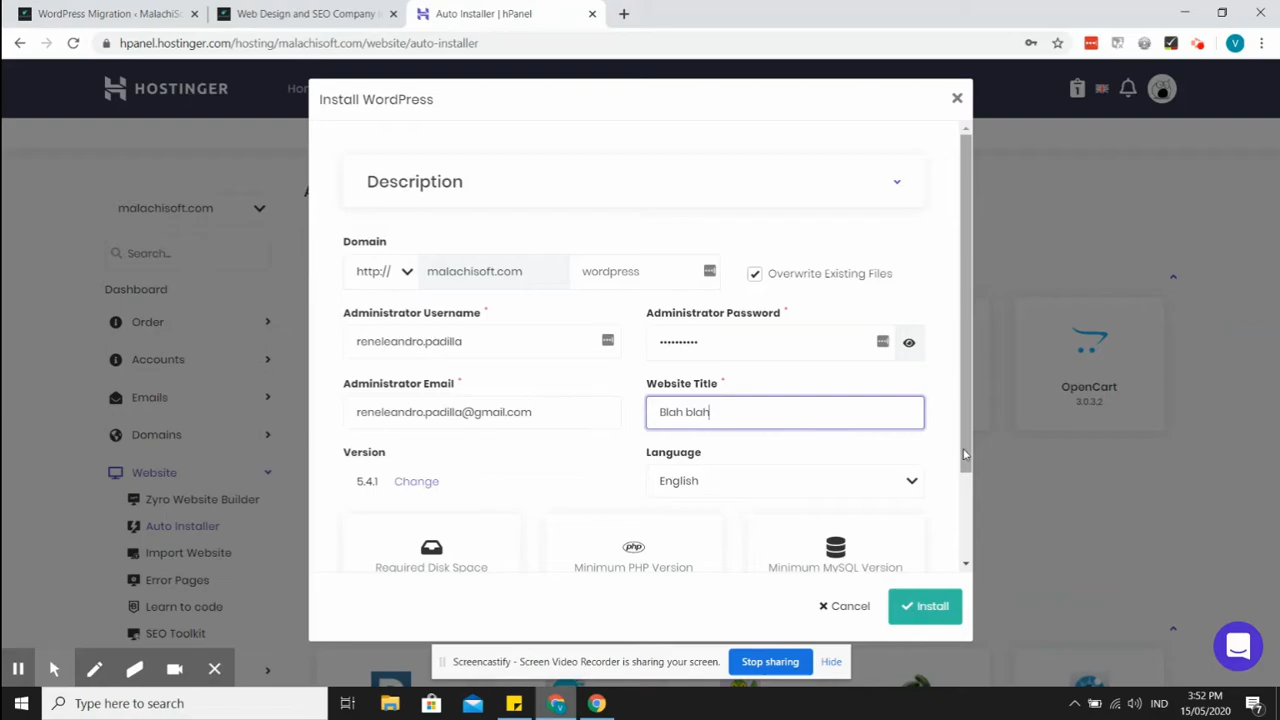 WordPress Migration ‹ MalachiS
Web Design and SEO Company in
Auto Installer | hPanel
hpanel.hostinger.com/hosting/malachisoft.com/website/auto-installer
V
HOSTINGER
Ho
1
Install WordPress
malachisoft.com
Description
Search...
Domain
http://
malachisoft.com
wordpress
Overwrite Existing Files
Dashboard
Order
Administrator Username *
Administrator Password *
reneleandro.padilla
••••••••••
Accounts
Administrator Email *
Website Title *
OpenCart
3.0.3.2
Emails
reneleandro.padilla@gmail.com
Blah blah
Domains
Version
Language
Website
5.4.1 Change
English
Zyro Website Builder
Auto Installer
php
Import Website
Required Disk Space
Minimum PHP Version
Minimum MySQL Version
Error Pages
Learn to code
Cancel
Install
SEO Toolkit
Screencastify - Screen Video Recorder is sharing your screen.
Stop sharing
Hide
Type here to search
IND
3:52 PM
15/05/2020
7